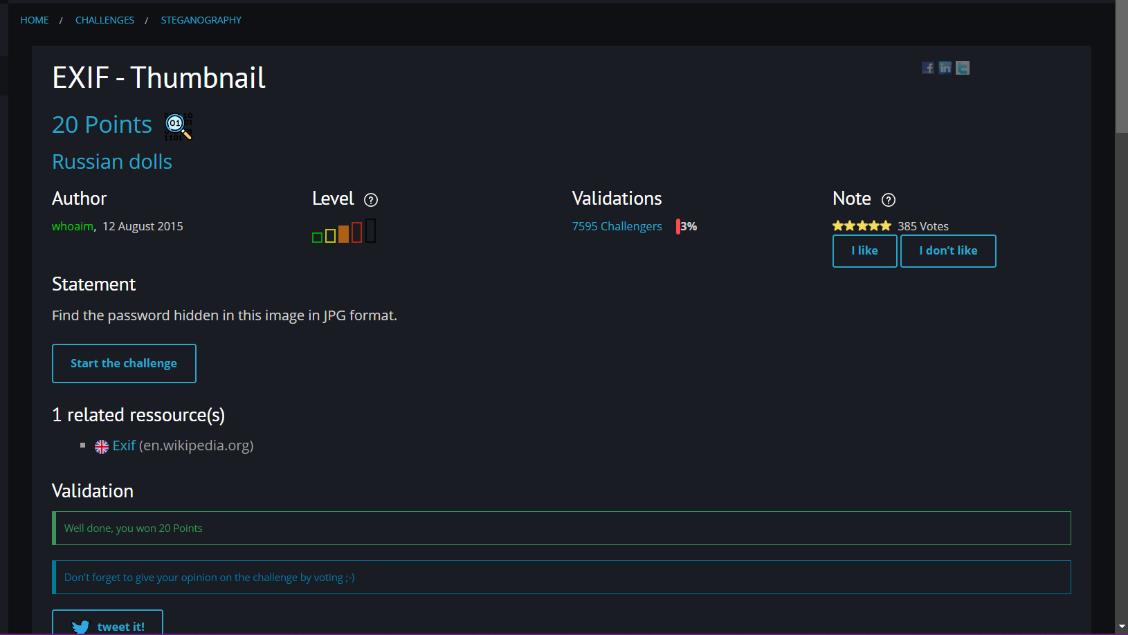 HOME / CHALLENGES / STEGANOGRAPHY
EXIF - Thumbnail
20 Points
Russian dolls
Author
whoaim, 12 August 2015
Level ?
Validations
7595 Challengers 3%
Note ?
385 Votes
I like I don't like
Statement
Find the password hidden in this image in JPG format.
Start the challenge
1 related ressource(s)
Exif (en.wikipedia.org)
Validation
Well done, you won 20 Points
Don't forget to give your opinion on the challenge by voting ;-)
tweet it!